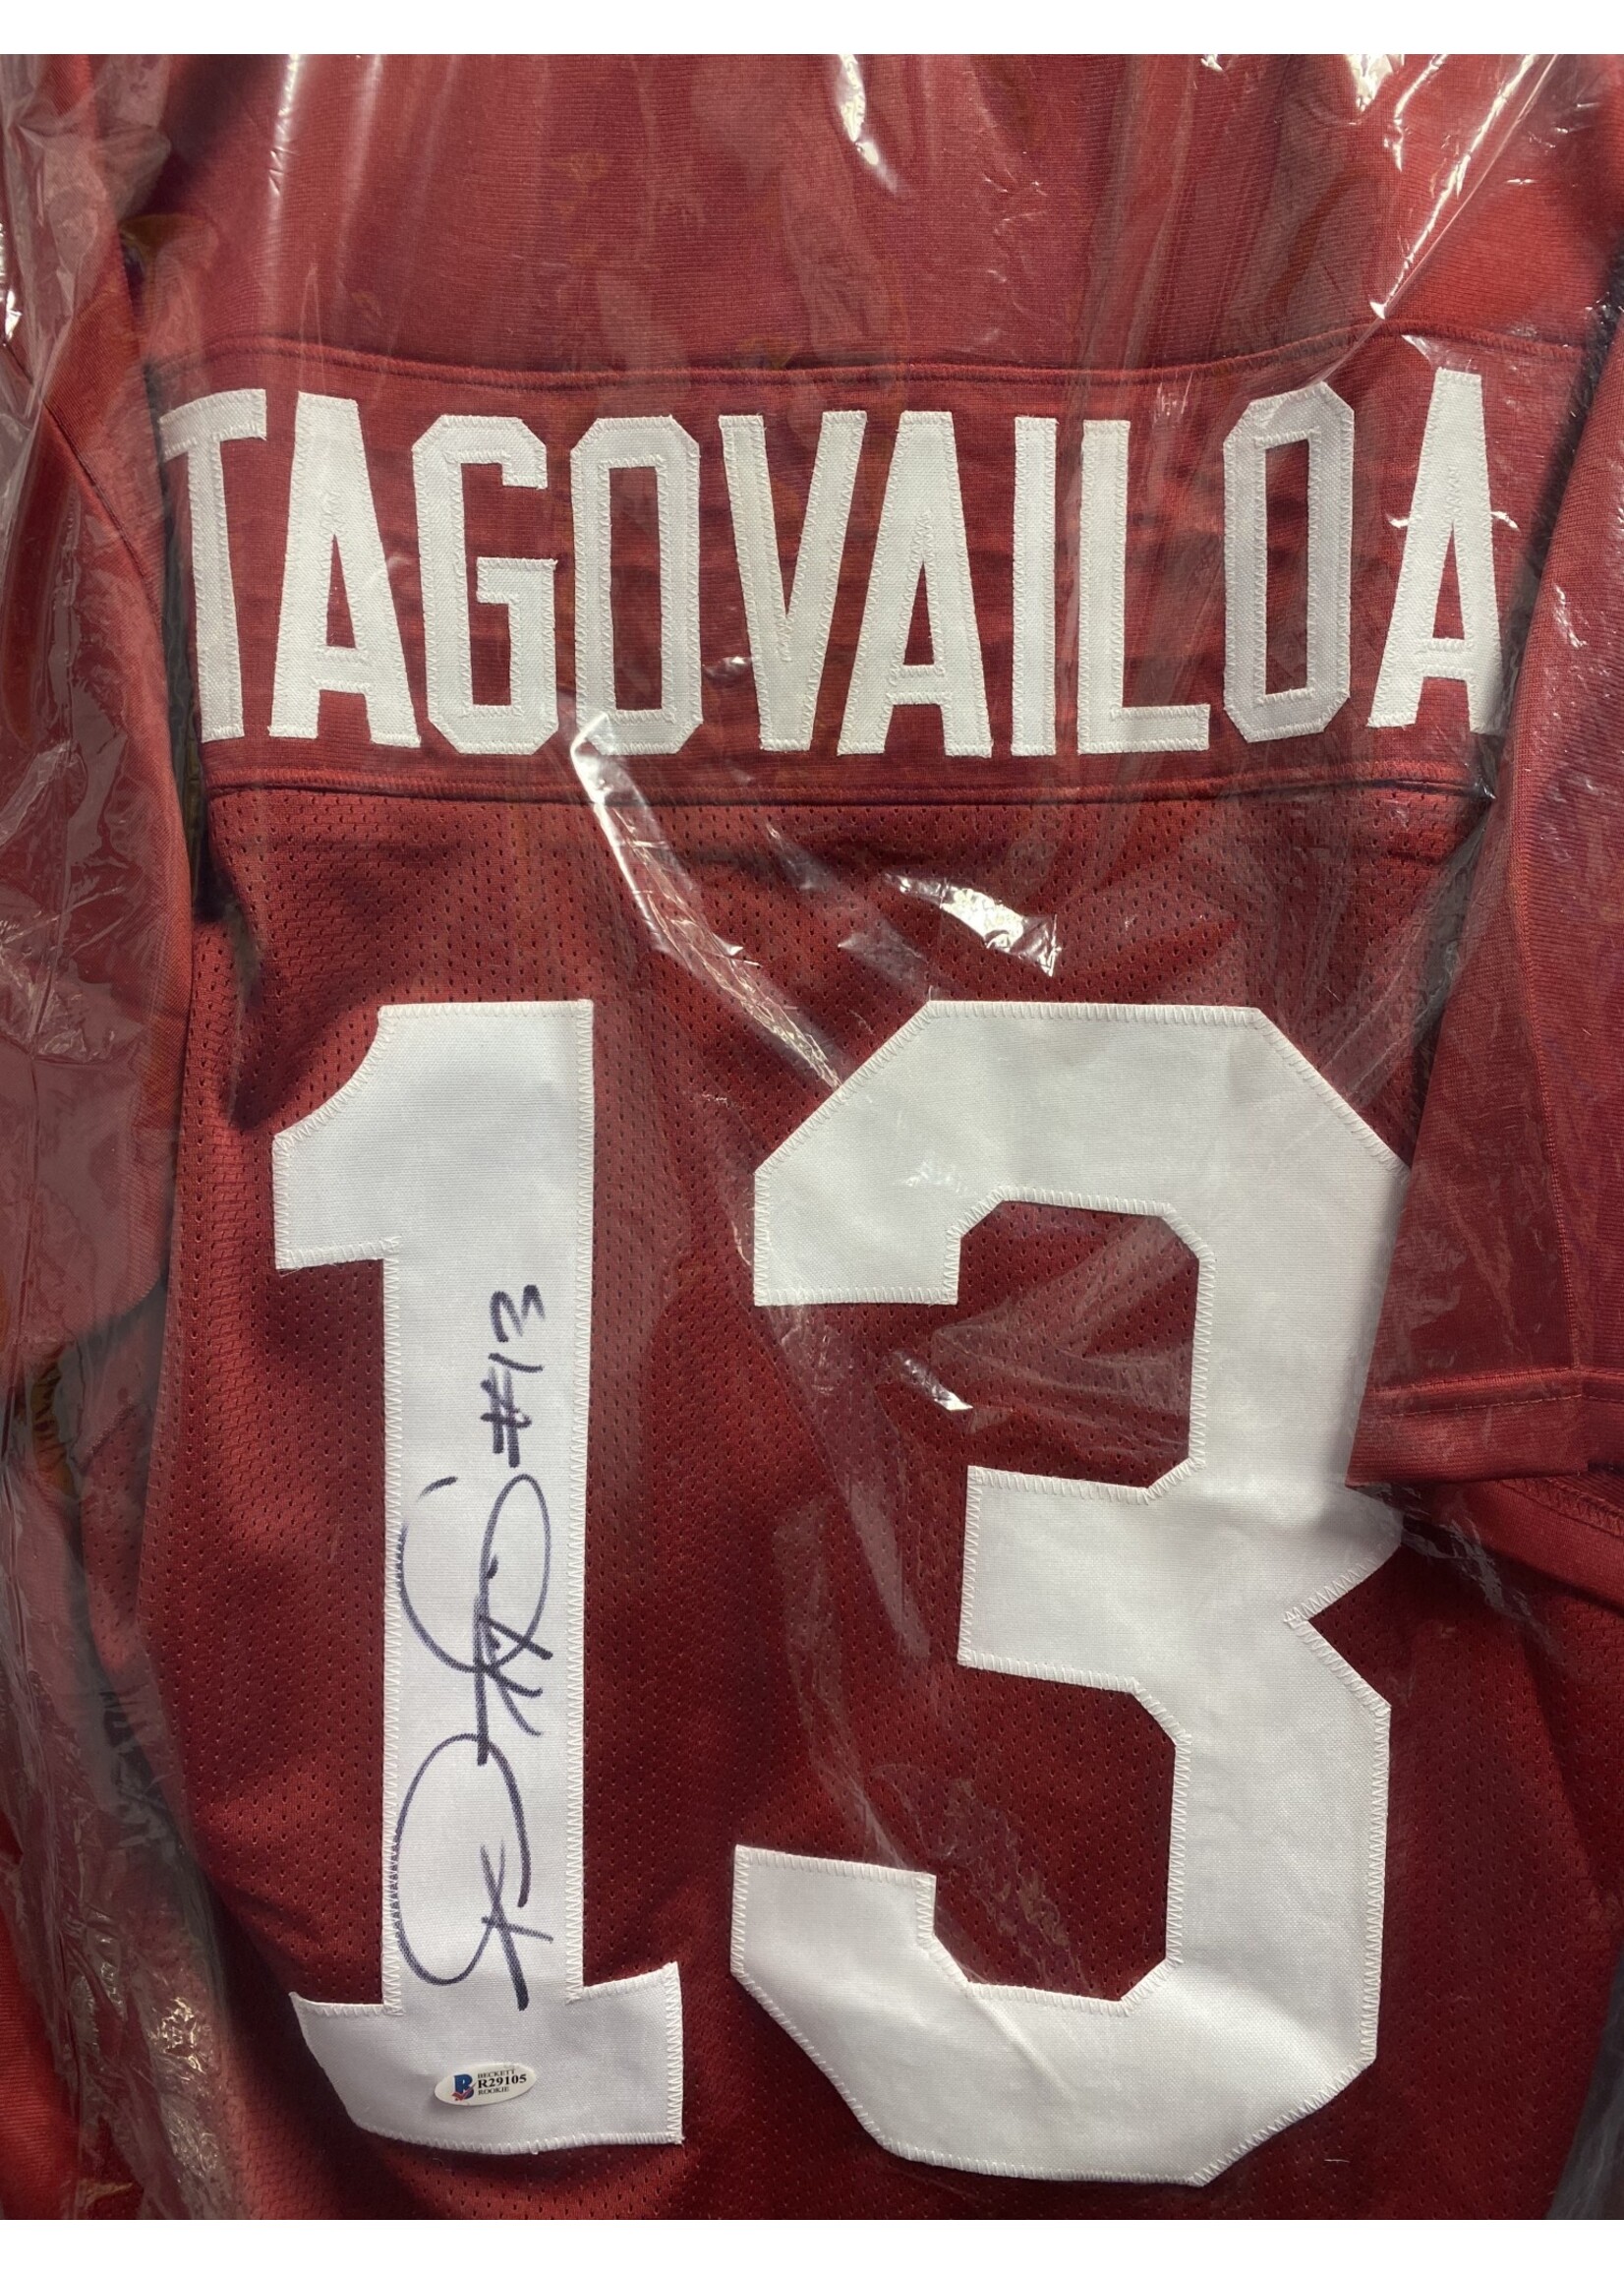 TAGOVAILOA
13
#13
BECKETT
R29105
ROOKIE